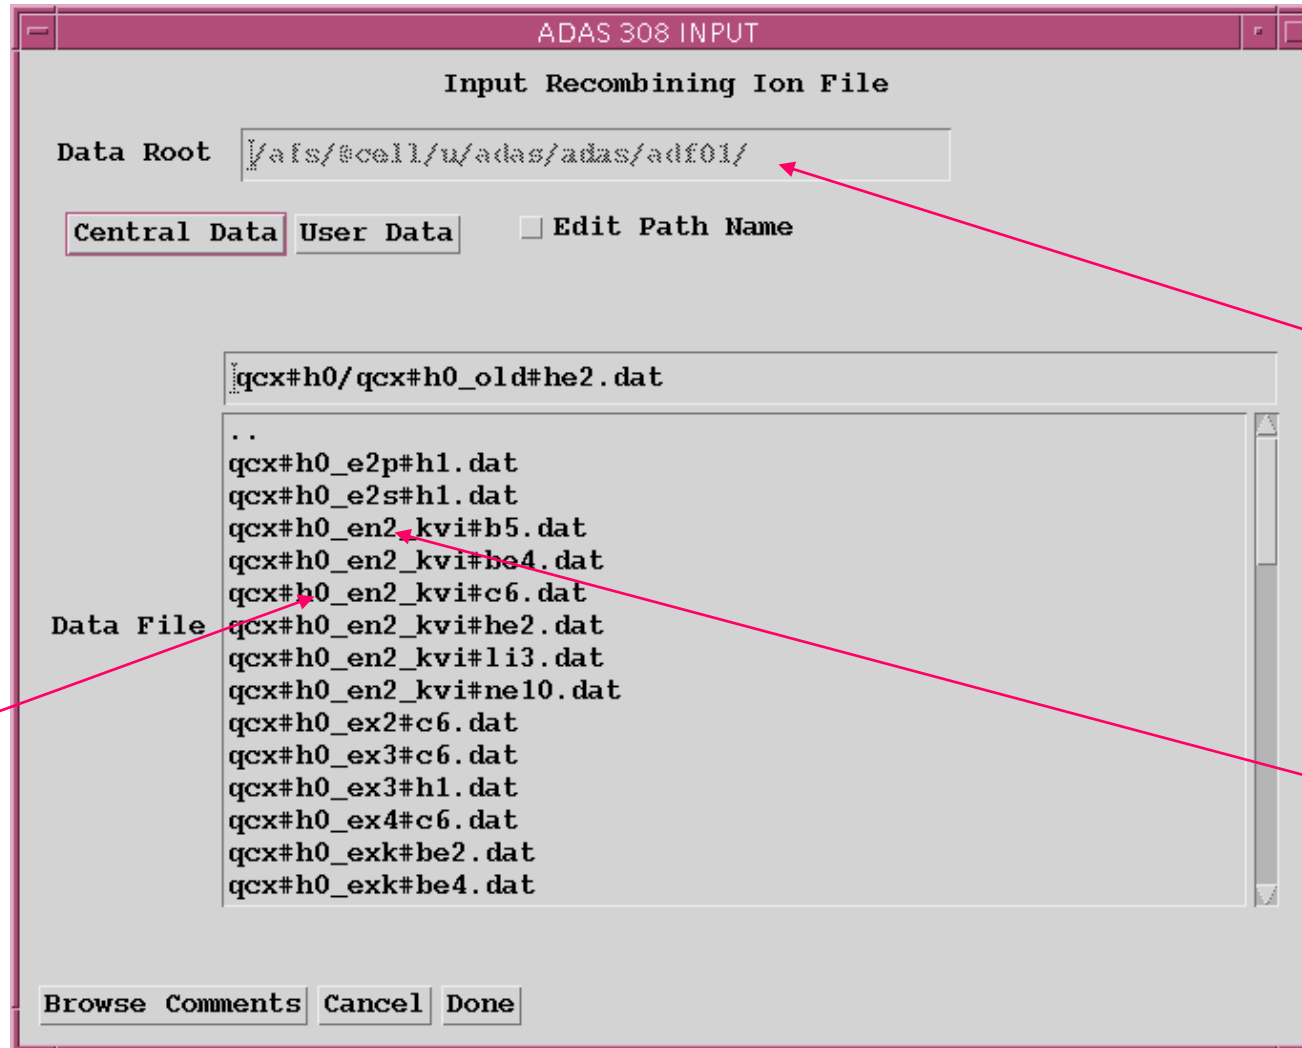 ADAS 308 INPUT
Input Recombining Ion File
Data Root /afs/@cell/u/adas/adas/adf01/
Central Data User Data Edit Path Name
qcx#h0/qcx#h0_old#he2.dat
..
qcx#h0_e2p#h1.dat
qcx#h0_e2s#h1.dat
qcx#h0_en2_kvi#b5.dat
qcx#h0_en2_kvi#be4.dat
qcx#h0_en2_kvi#c6.dat
Data File qcx#h0_en2_kvi#he2.dat
qcx#h0_en2_kvi#li3.dat
qcx#h0_en2_kvi#ne10.dat
qcx#h0_ex2#c6.dat
qcx#h0_ex3#c6.dat
qcx#h0_ex3#h1.dat
qcx#h0_ex4#c6.dat
qcx#h0_exk#be2.dat
qcx#h0_exk#be4.dat
Browse Comments Cancel Done